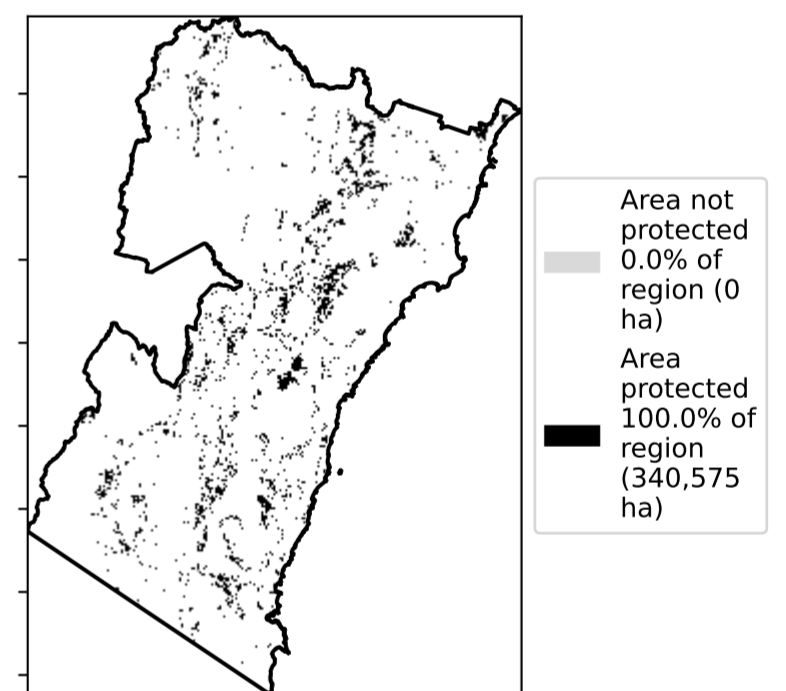 Area not
protected
0.0% of
region (0
ha)
Area
protected
100.0% of
region
(340,575
ha)